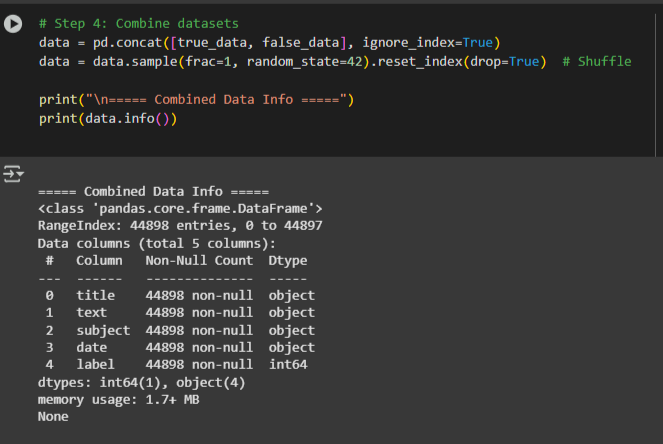 # Step 4: Combine datasets
data = pd.concat([true_data, false_data], ignore_index=True)
data = data.sample(frac=1, random_state=42).reset_index(drop=True)  # Shuffle
print("\n===== Combined Data Info =====")
print(data.info())
===== Combined Data Info =====
<class 'pandas.core.frame.DataFrame'>
RangeIndex: 44898 entries, 0 to 44897
Data columns (total 5 columns):
 #   Column   Non-Null Count  Dtype
---  ------   --------------  -----
 0   title    44898 non-null  object
 1   text     44898 non-null  object
 2   subject  44898 non-null  object
 3   date     44898 non-null  object
 4   label    44898 non-null  int64
dtypes: int64(1), object(4)
memory usage: 1.7+ MB
None